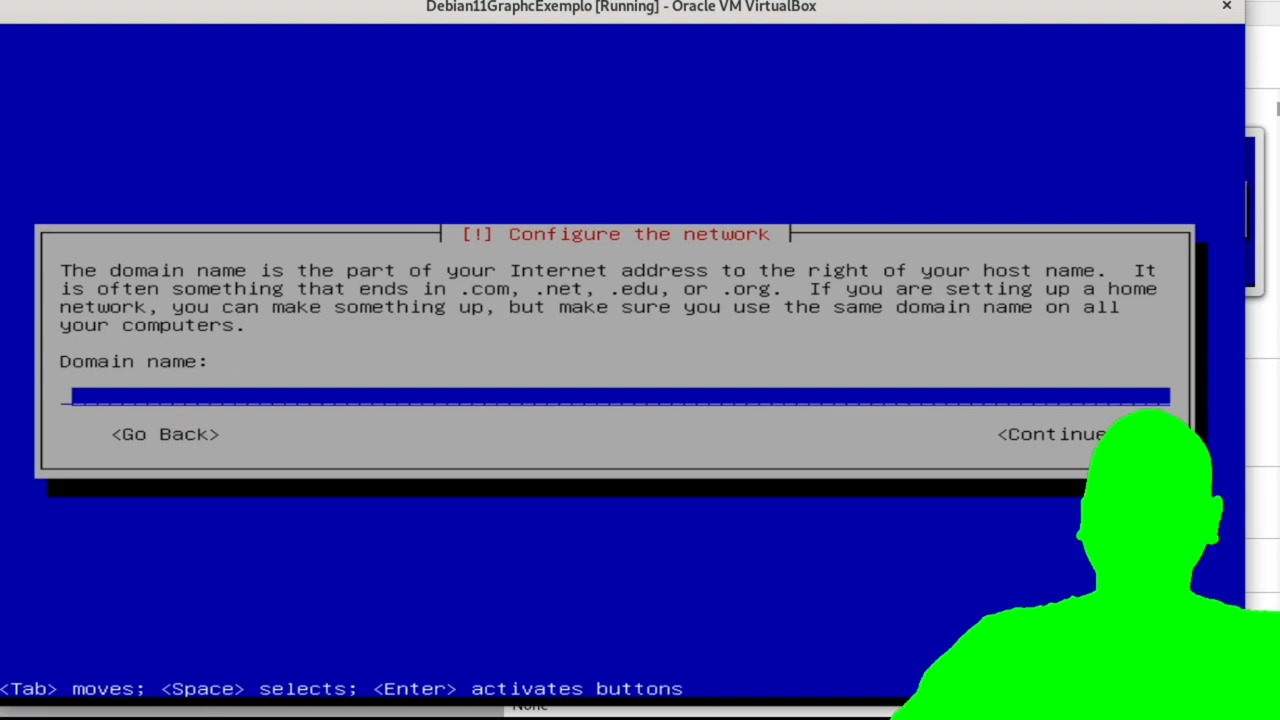 Debian11GraphcExemplo [Running] - Oracle VM VirtualBox
×
[!] Configure the network
The domain name is the part of your Internet address to the right of your host name.  It
is often something that ends in .com, .net, .edu, or .org.  If you are setting up a home
network, you can make something up, but make sure you use the same domain name on all
your computers.
Domain name:
<Go Back> <Continue
<Tab> moves; <Space> selects; <Enter> activates buttons
None